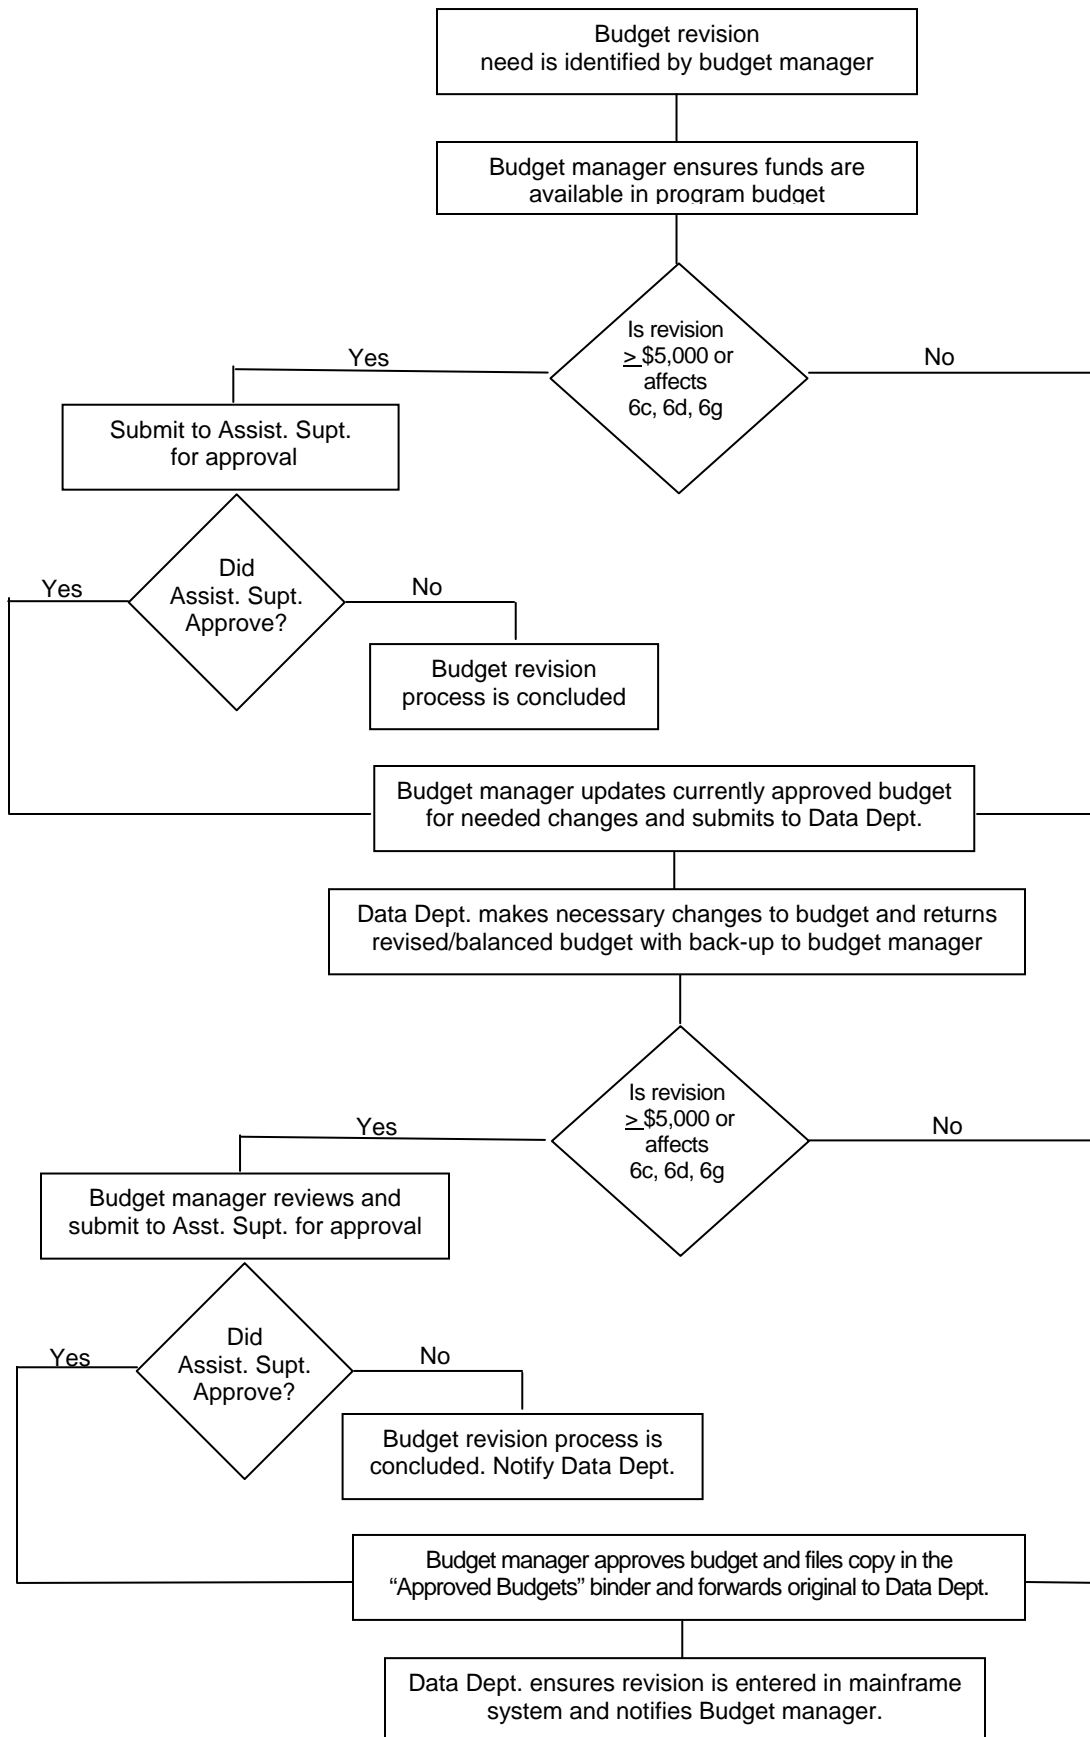 Budget revision
need is identified by budget manager
Budget manager ensures funds are
available in program budget
Is revision
> $5,000 or
affects
6c, 6d, 6g
Yes
No
Submit to Assist. Supt.
for approval
Did
Assist. Supt.
Approve?
Yes
No
Budget revision
process is concluded
Budget manager updates currently approved budget
for needed changes and submits to Data Dept.
Data Dept. makes necessary changes to budget and returns
revised/balanced budget with back-up to budget manager
Is revision
> $5,000 or
affects
6c, 6d, 6g
Yes
No
Budget manager reviews and
submit to Asst. Supt. for approval
Did
Assist. Supt.
Approve?
Yes
No
Budget revision process is
concluded. Notify Data Dept.
Budget manager approves budget and files copy in the
“Approved Budgets” binder and forwards original to Data Dept.
Data Dept. ensures revision is entered in mainframe
system and notifies Budget manager.